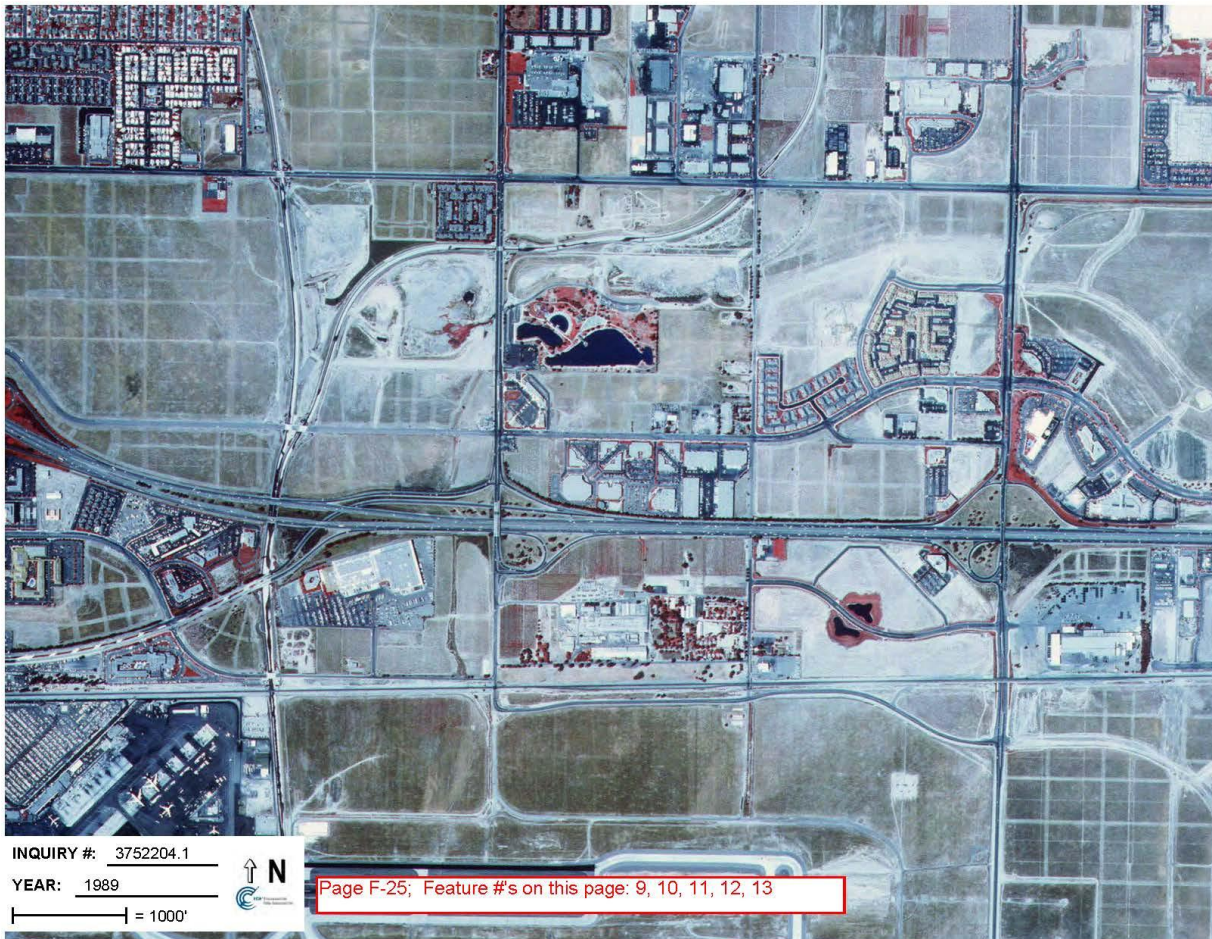 INQUIRY #: 3752204.1
YEAR: 1989
= 1000'
N
Page F-25; Feature #'s on this page: 9, 10, 11, 12, 13